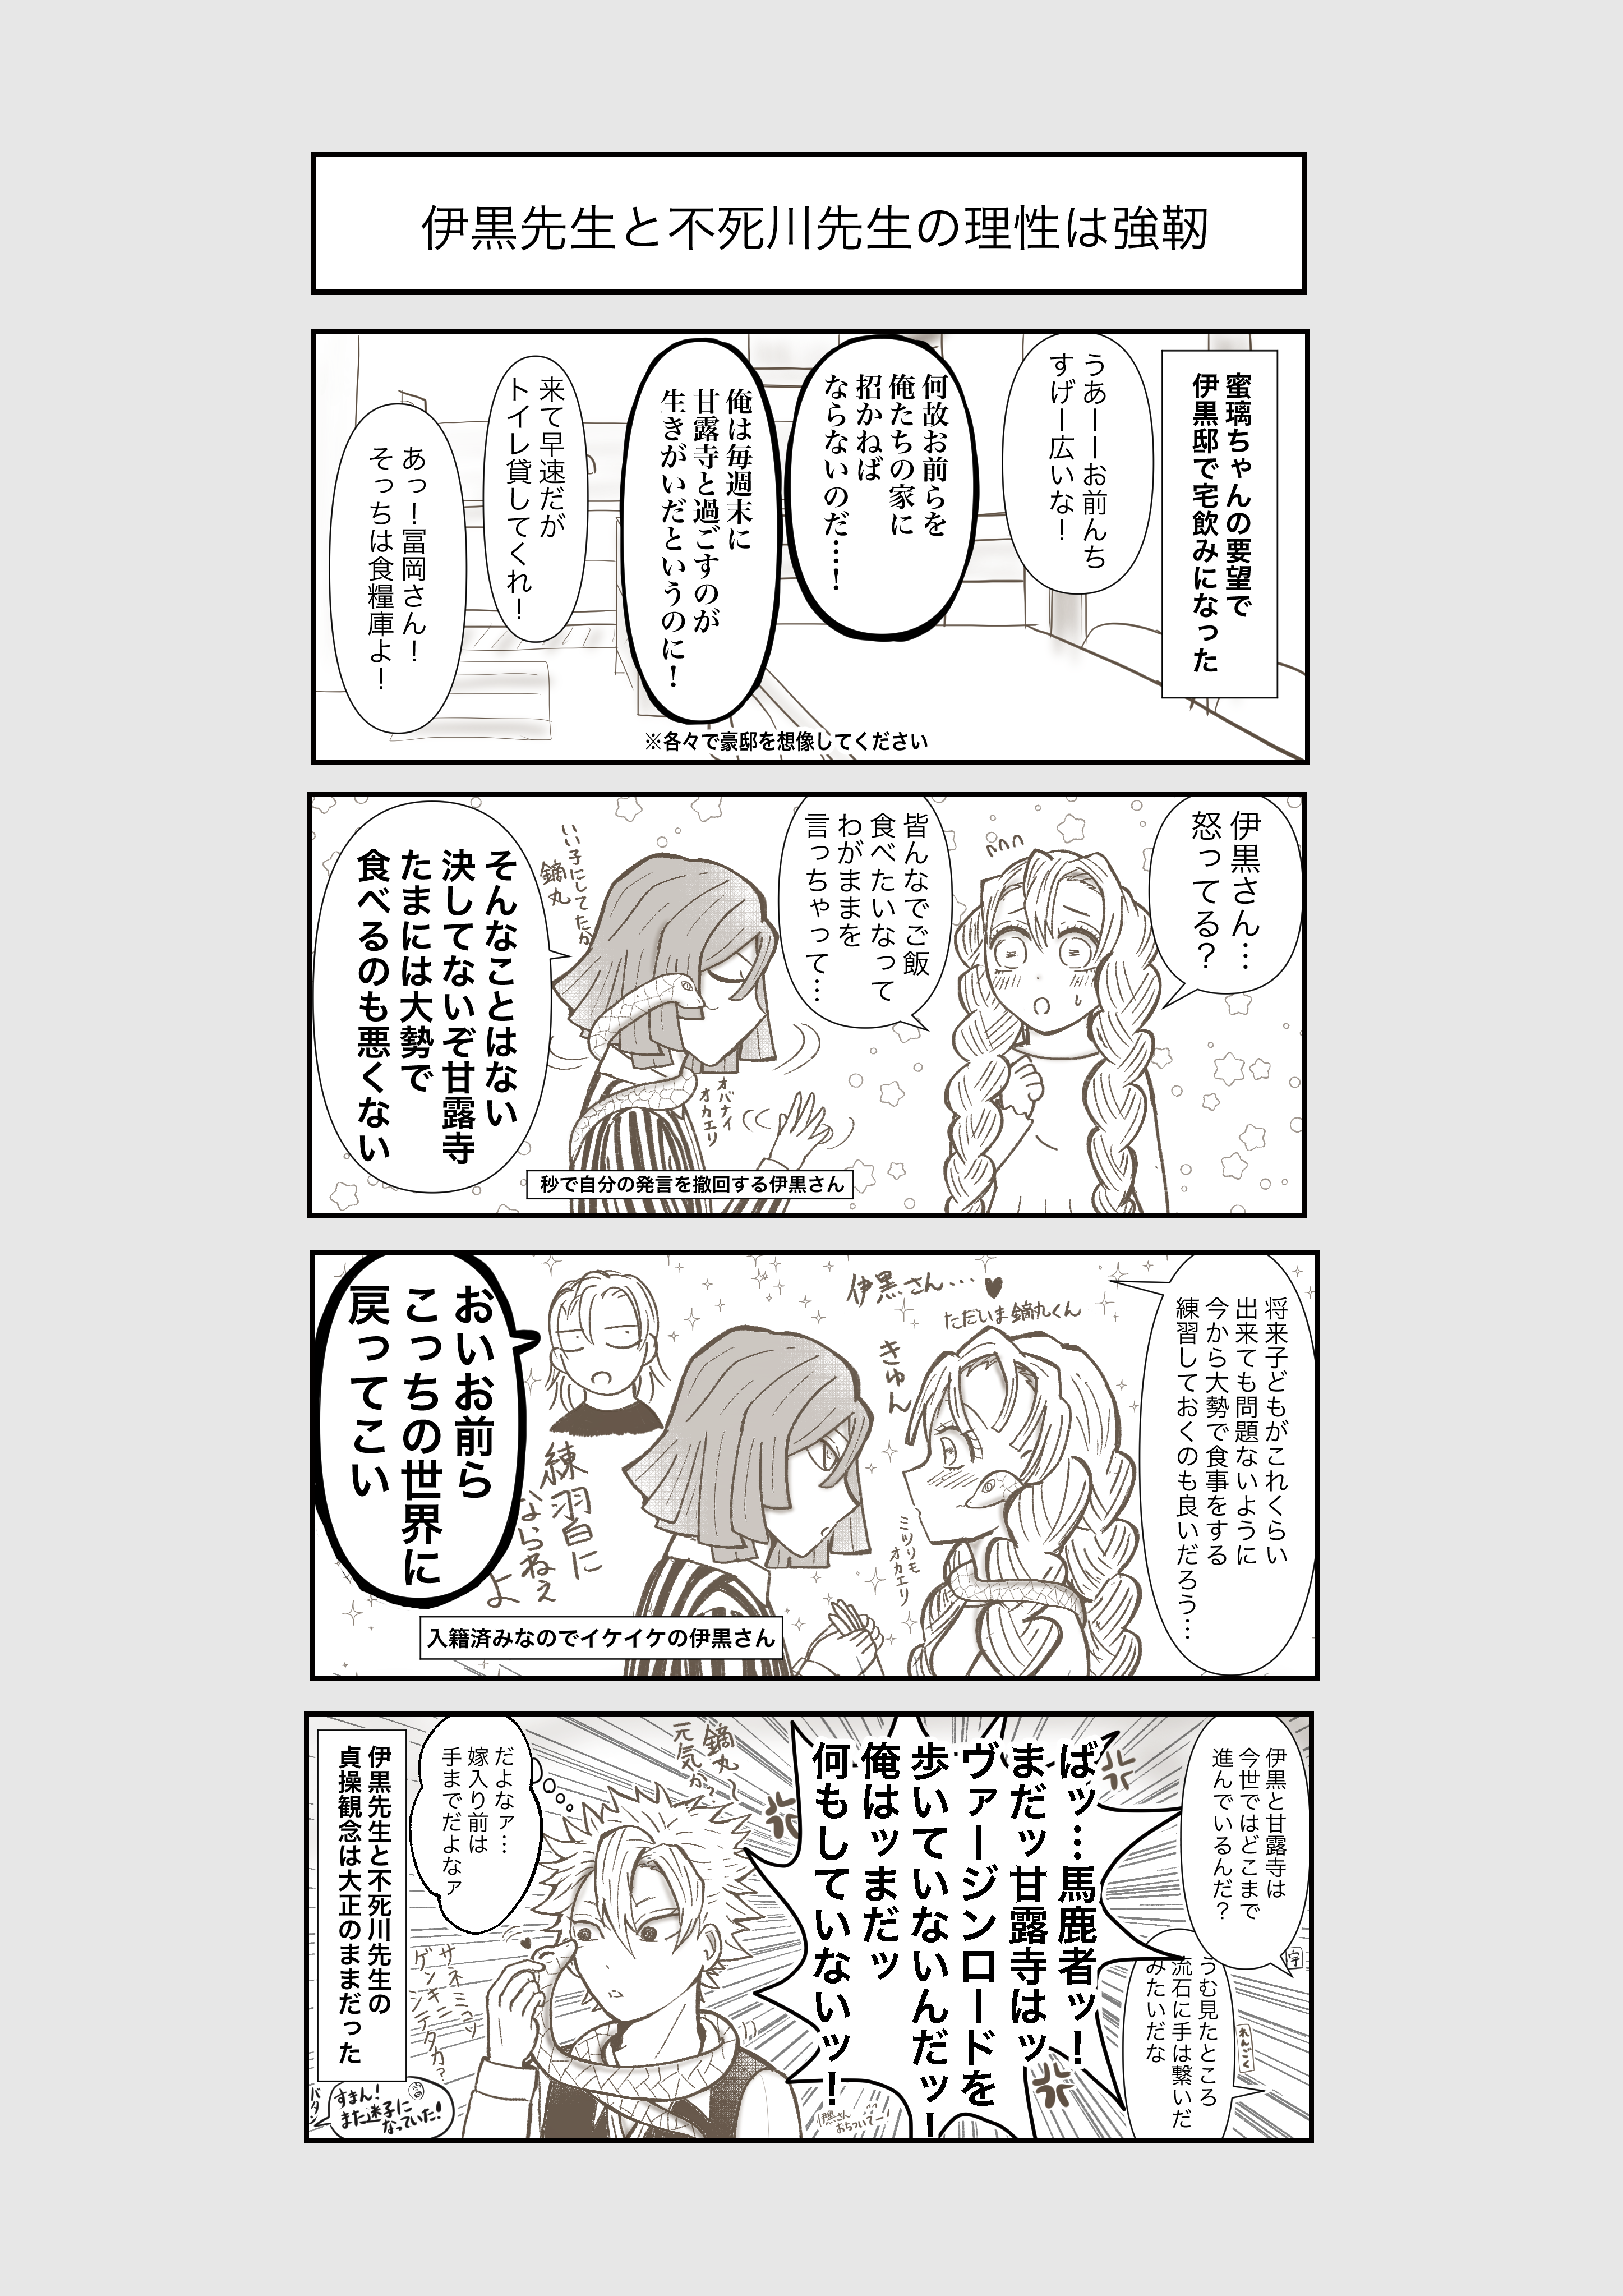 伊黒先生と不死川先生の理性は強靭
蜜璃ちゃんの要望で
伊黒邸で宅飲みになった
うあーーお前んち
すげー広いな！
何故お前らを
俺たちの家に
招かねば
ならないのだ…！
俺は毎週末に
甘露寺と過ごすのが
生きがいだというのに！
来て早速だが
トイレ貸してくれ！
あっ！冨岡さん！
そっちは食糧庫よ！
※各々で豪邸を想像してください
伊黒さん…
怒ってる？
皆んなでご飯
食べたいなって
わがままを
言っちゃって…
いい子にしてたか
鏑丸
オバナイ
オカエリ
そんなことはない
決してないぞ甘露寺
たまには大勢で
食べるのも悪くない
秒で自分の発言を撤回する伊黒さん
将来子どもがこれくらい
出来ても問題ないように
今から大勢で食事をする
練習しておくのも良いだろう…
伊黒さん…♥
ただいま鏑丸くん
きゅん
ミツリモ
オカエリ
おいお前ら
こっちの世界に
戻ってこい
練習に
ならねぇ
よ
入籍済みなのでイケイケの伊黒さん
伊黒と甘露寺は
今世ではどこまで
進んでいるんだ？
宇
うむ見たところ
流石に手は繋いだ
みたいだな
れんごく
ばッ…馬鹿者ッ！
まだッ甘露寺はッ
ヴァージンロードを
歩いていないんだッ！
俺はッまだッ
何もしていないッ！
伊黒さん
おちついてー
鏑丸〜
元気か？
だよなァ…
嫁入り前は
手までだよなァ
サネミコソ
ゲンキニ
シテタカ？
伊黒先生と不死川先生の
貞操観念は大正のままだった
すまん！
また迷子に
なっていた！
バタン